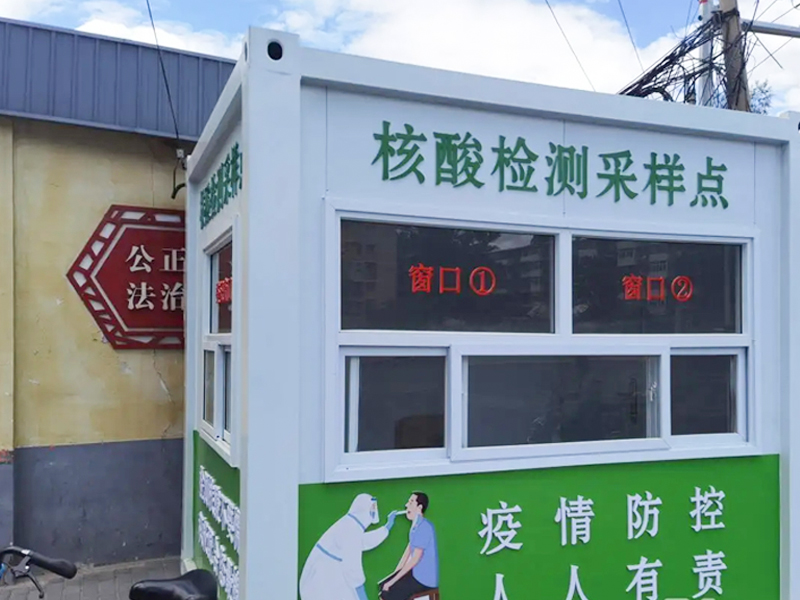 核酸检测采样点
窗口① 窗口②
公正
法治
疫情防控
人人有责